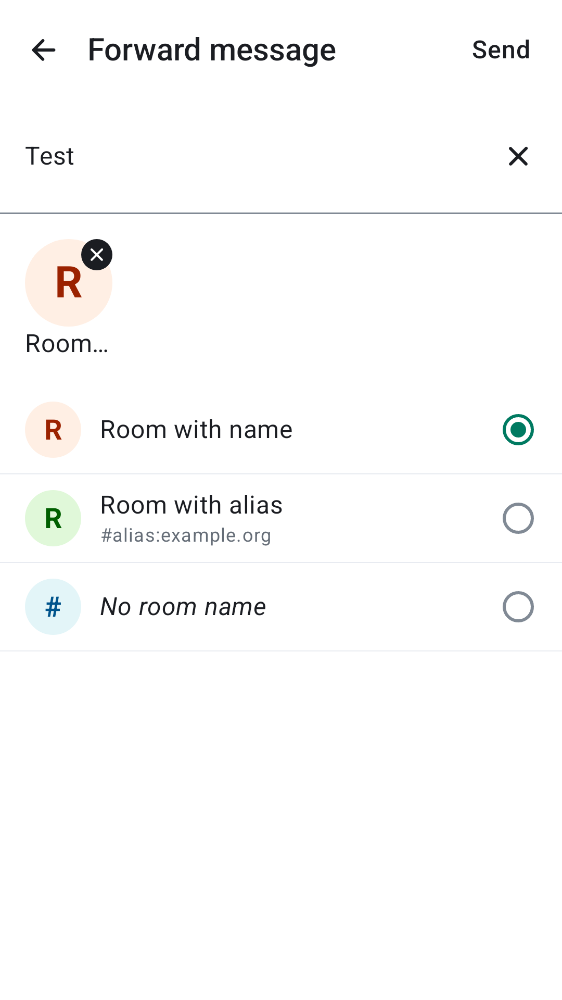 Forward message
Send
Test
R
Room…
R
Room with name
R
Room with alias
#alias:example.org
#
No room name